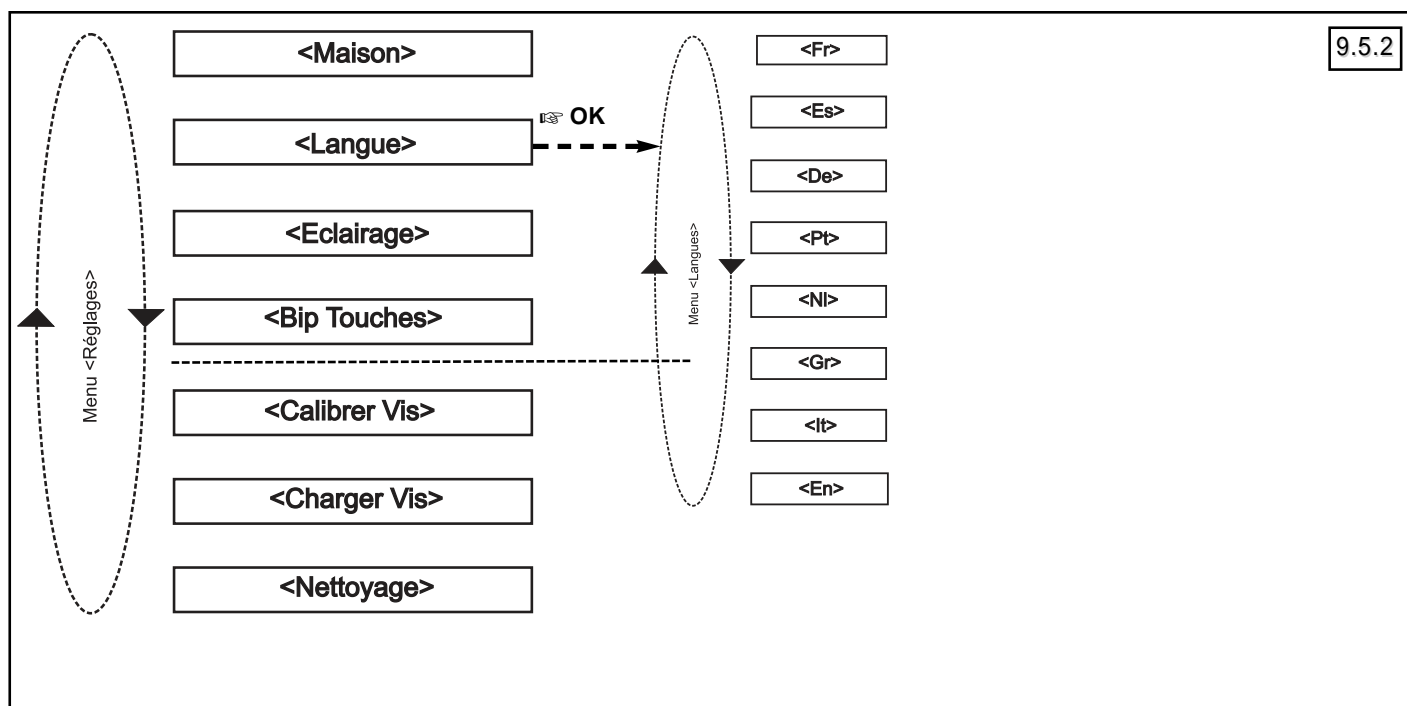 9.5.2
Menu <Réglages>
<Maison>
<Langue>
☞ OK
<Eclairage>
<Bip Touches>
<Calibrer Vis>
<Charger Vis>
<Nettoyage>
Menu <Langues>
<Fr>
<Es>
<De>
<Pt>
<Nl>
<Gr>
<It>
<En>